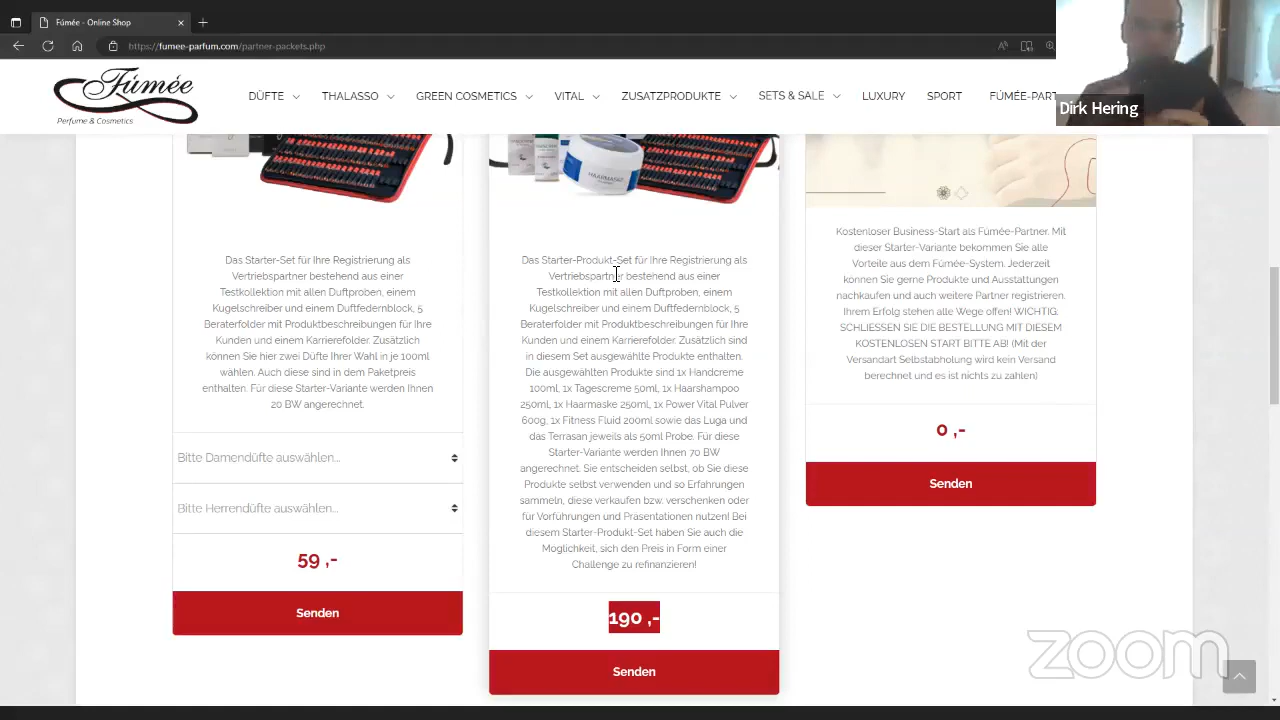 Fúmée - Online Shop
https://fumee-parfum.com/partner-packets.php
Fúmée
Perfume & Cosmetics
DÜFTE
THALASSO
GREEN COSMETICS
VITAL
ZUSATZPRODUKTE
SETS & SALE
LUXURY
SPORT
FÚMÉE-PART
Dirk Hering
Das Starter-Set für Ihre Registrierung als
Vertriebspartner bestehend aus einer
Testkollektion mit allen Duftproben, einem
Kugelschreiber und einem Duftfedernblock, 5
Beraterfolder mit Produktbeschreibungen für Ihre
Kunden und einem Karrierefolder. Zusätzlich
können Sie hier zwei Düfte Ihrer Wahl in je 100ml
wählen. Auch diese sind in dem Paketpreis
enthalten. Für diese Starter-Variante werden Ihnen
20 BW angerechnet.
Bitte Damendüfte auswählen...
Bitte Herrendüfte auswählen...
59 ,-
Senden
HAARMASKE
Das Starter-Produkt-Set für Ihre Registrierung als
Vertriebspartner bestehend aus einer
Testkollektion mit allen Duftproben, einem
Kugelschreiber und einem Duftfedernblock, 5
Beraterfolder mit Produktbeschreibungen für Ihre
Kunden und einem Karrierefolder. Zusätzlich sind
in diesem Set ausgewählte Produkte enthalten.
Die ausgewählten Produkte sind 1x Handcreme
100ml, 1x Tagescreme 50ml, 1x Haarshampoo
250ml, 1x Haarmaske 250ml, 1x Power Vital Pulver
600g, 1x Fitness Fluid 200ml sowie das Luga und
das Terrasan jeweils als 50ml Probe. Für diese
Starter-Variante werden Ihnen 70 BW
angerechnet. Sie entscheiden selbst, ob Sie diese
Produkte selbst verwenden und so Erfahrungen
sammeln, diese verkaufen bzw. verschenken oder
für Vorführungen und Präsentationen nutzen! Bei
diesem Starter-Produkt-Set haben Sie auch die
Möglichkeit, sich den Preis in Form einer
Challenge zu refinanzieren!
190 ,-
Senden
Kostenloser Business-Start als Fúmée-Partner. Mit
dieser Starter-Variante bekommen Sie alle
Vorteile aus dem Fúmée-System. Jederzeit
können Sie gerne Produkte und Ausstattungen
nachkaufen und auch weitere Partner registrieren.
Ihrem Erfolg stehen alle Wege offen! WICHTIG.
SCHLIESSEN SIE DIE BESTELLUNG MIT DIESEM
KOSTENLOSEN START BITTE AB! (Mit der
Versandart Selbstabholung wird kein Versand
berechnet und es ist nichts zu zahlen)
0 ,-
Senden
zoom